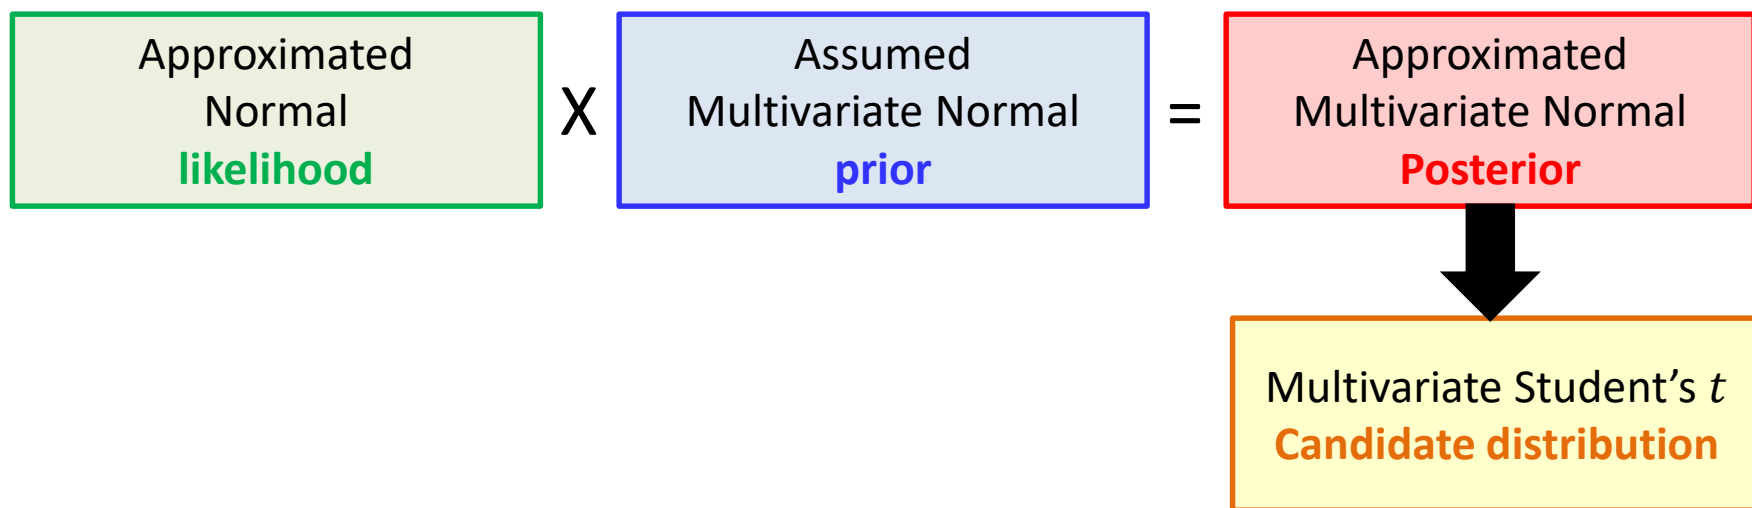 Approximated
Normal
likelihood
X
Assumed
Multivariate Normal
prior
=
Approximated
Multivariate Normal
Posterior
Multivariate Student’s t
Candidate distribution